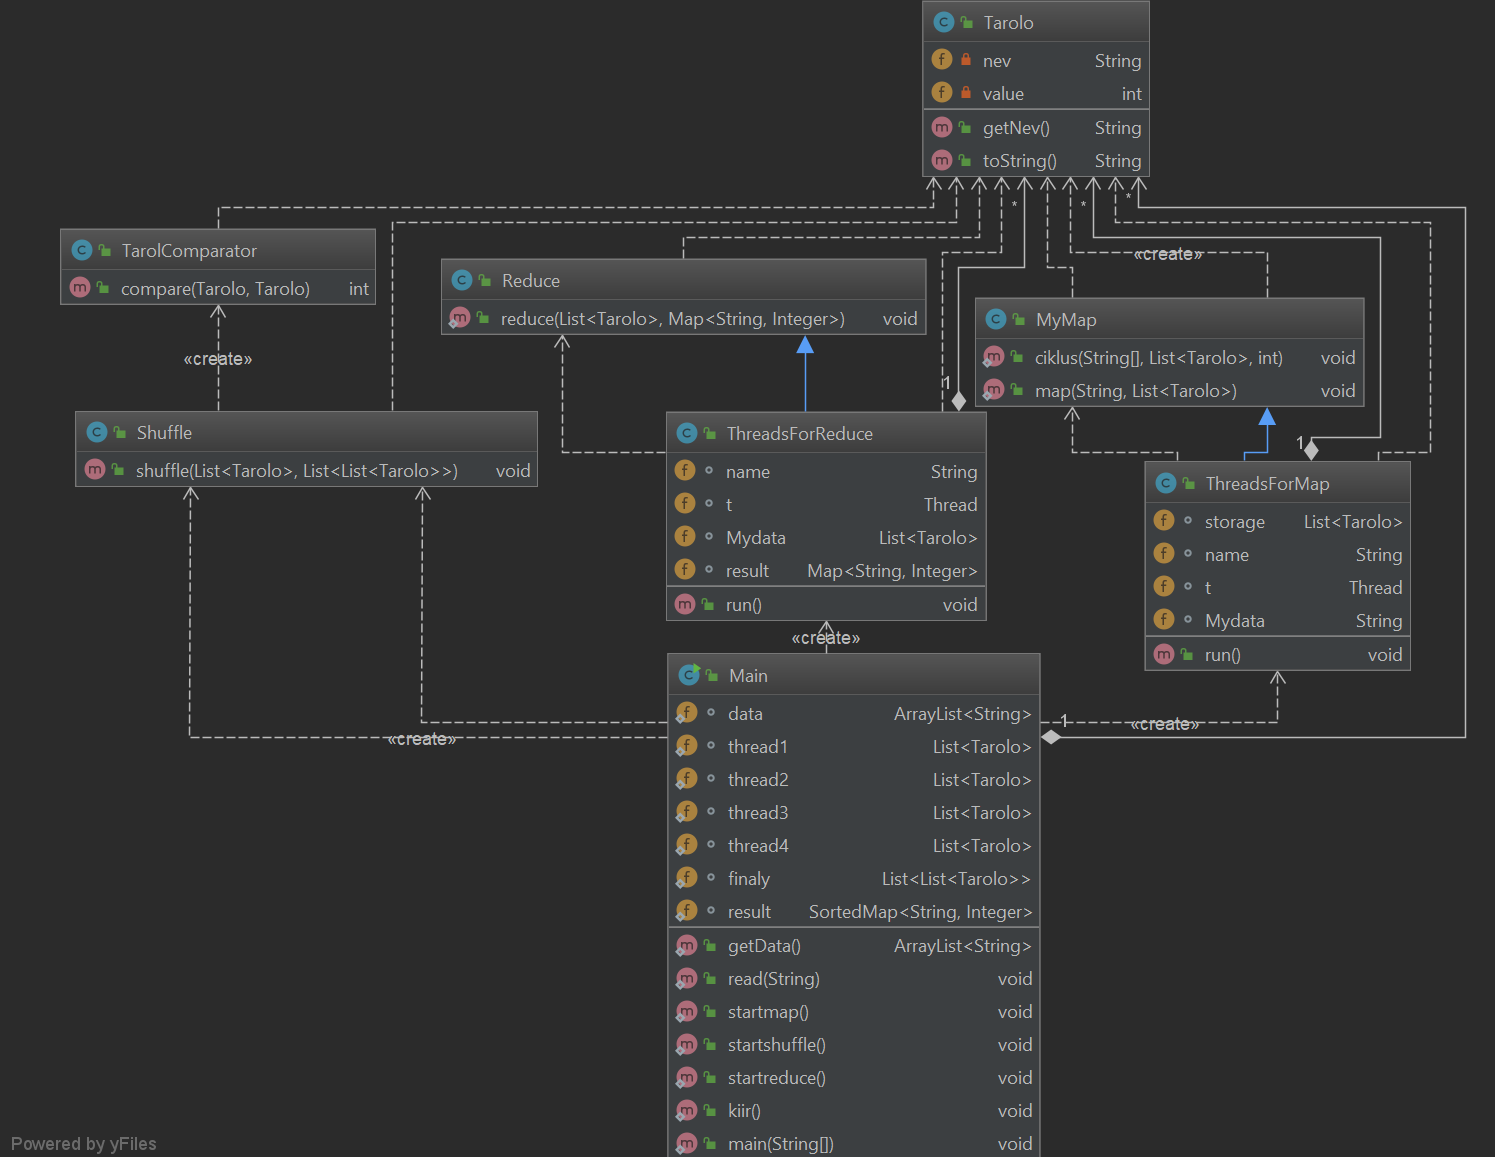 Tarolo
nev String
value int
getNev() String
toString() String
* * *
«create»
TarolComparator
compare(Tarolo, Tarolo) int
Reduce
reduce(List<Tarolo>, Map<String, Integer>) void
MyMap
ciklus(String[], List<Tarolo>, int) void
map(String, List<Tarolo>) void
«create»
1
Shuffle
shuffle(List<Tarolo>, List<List<Tarolo>>) void
ThreadsForReduce
name String
t Thread
Mydata List<Tarolo>
result Map<String, Integer>
run() void
1
ThreadsForMap
storage List<Tarolo>
name String
t Thread
Mydata String
run() void
«create»
Main
data ArrayList<String>
thread1 List<Tarolo>
thread2 List<Tarolo>
thread3 List<Tarolo>
thread4 List<Tarolo>
finaly List<List<Tarolo>>
result SortedMap<String, Integer>
getData() ArrayList<String>
read(String) void
startmap() void
startshuffle() void
startreduce() void
kiir() void
main(String[]) void
1
«create»
«create»
Powered by yFiles